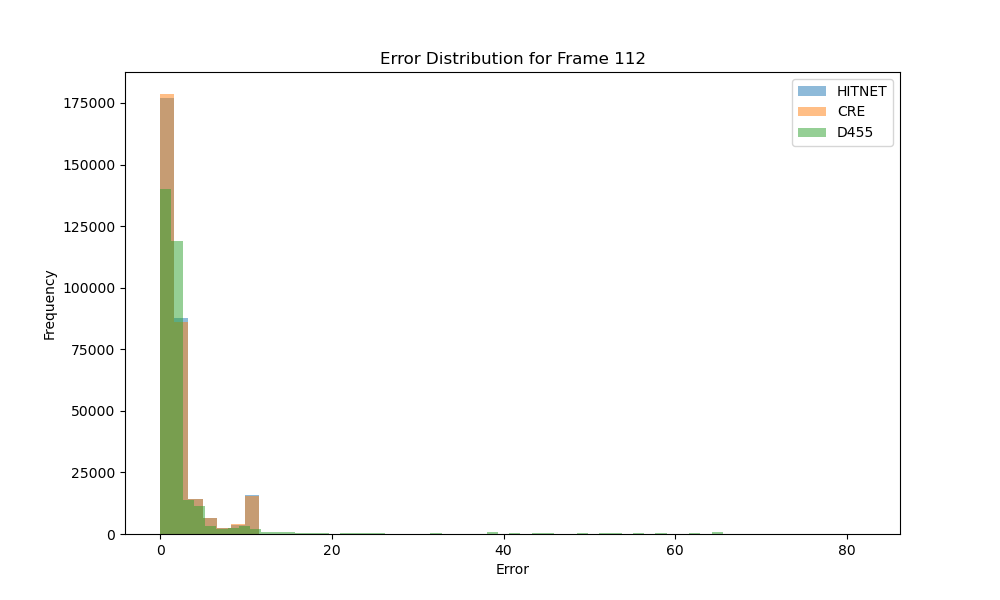 Error Distribution for Frame 112
HITNET
CRE
D455
175000
150000
125000
100000
75000
50000
25000
0
Frequency
0 20 40 60 80
Error